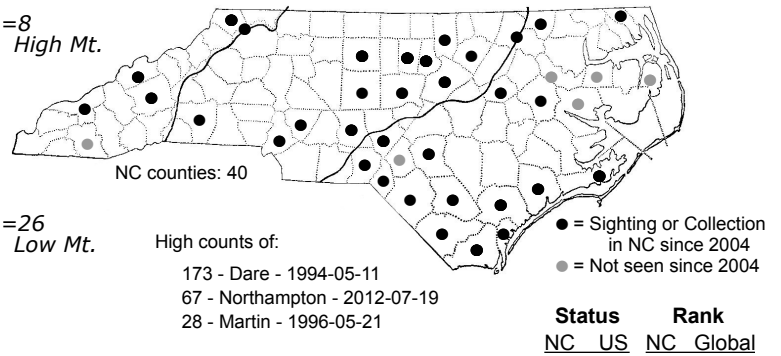 =8
High Mt.
NC counties: 40
=26
Low Mt.
High counts of:
173 - Dare - 1994-05-11
67 - Northampton - 2012-07-19
28 - Martin - 1996-05-21
= Sighting or Collection
in NC since 2004
= Not seen since 2004
Status Rank
NC US NC Global